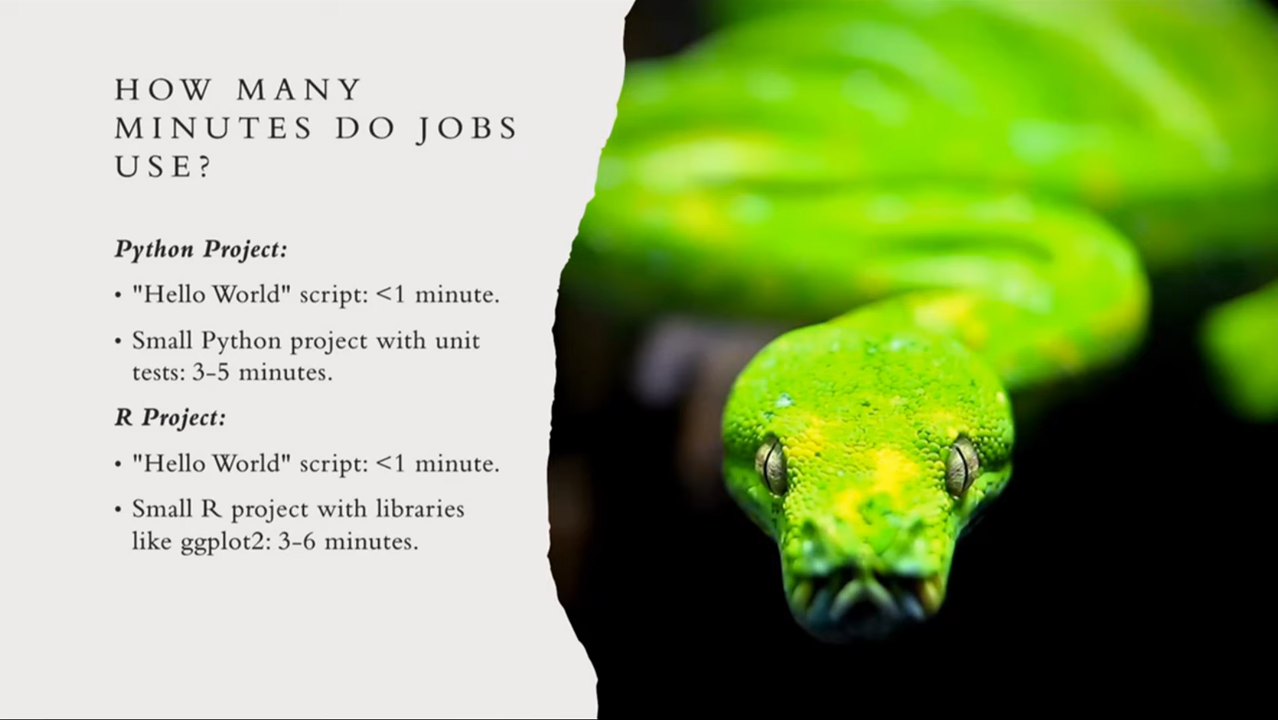 HOW MANY
MINUTES DO JOBS
USE?
Python Project:
• "Hello World" script: <1 minute.
• Small Python project with unit
tests: 3-5 minutes.
R Project:
• "Hello World" script: <1 minute.
• Small R project with libraries
like ggplot2: 3-6 minutes.